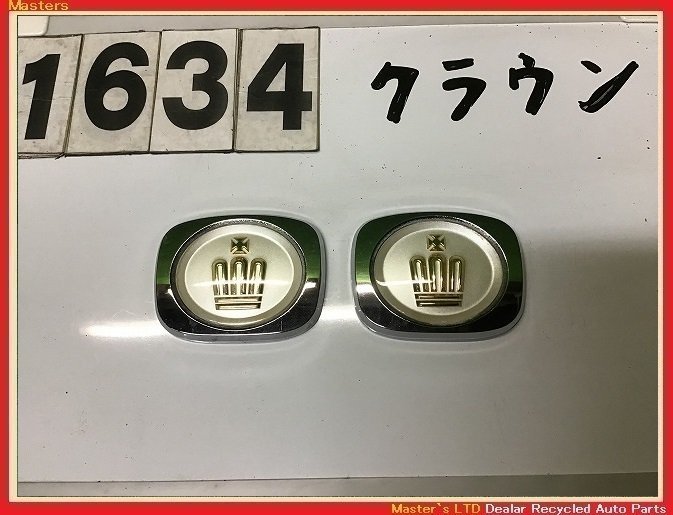 Masters
1634 クラウン
Master`s LTD Dealar Recycled Auto Parts